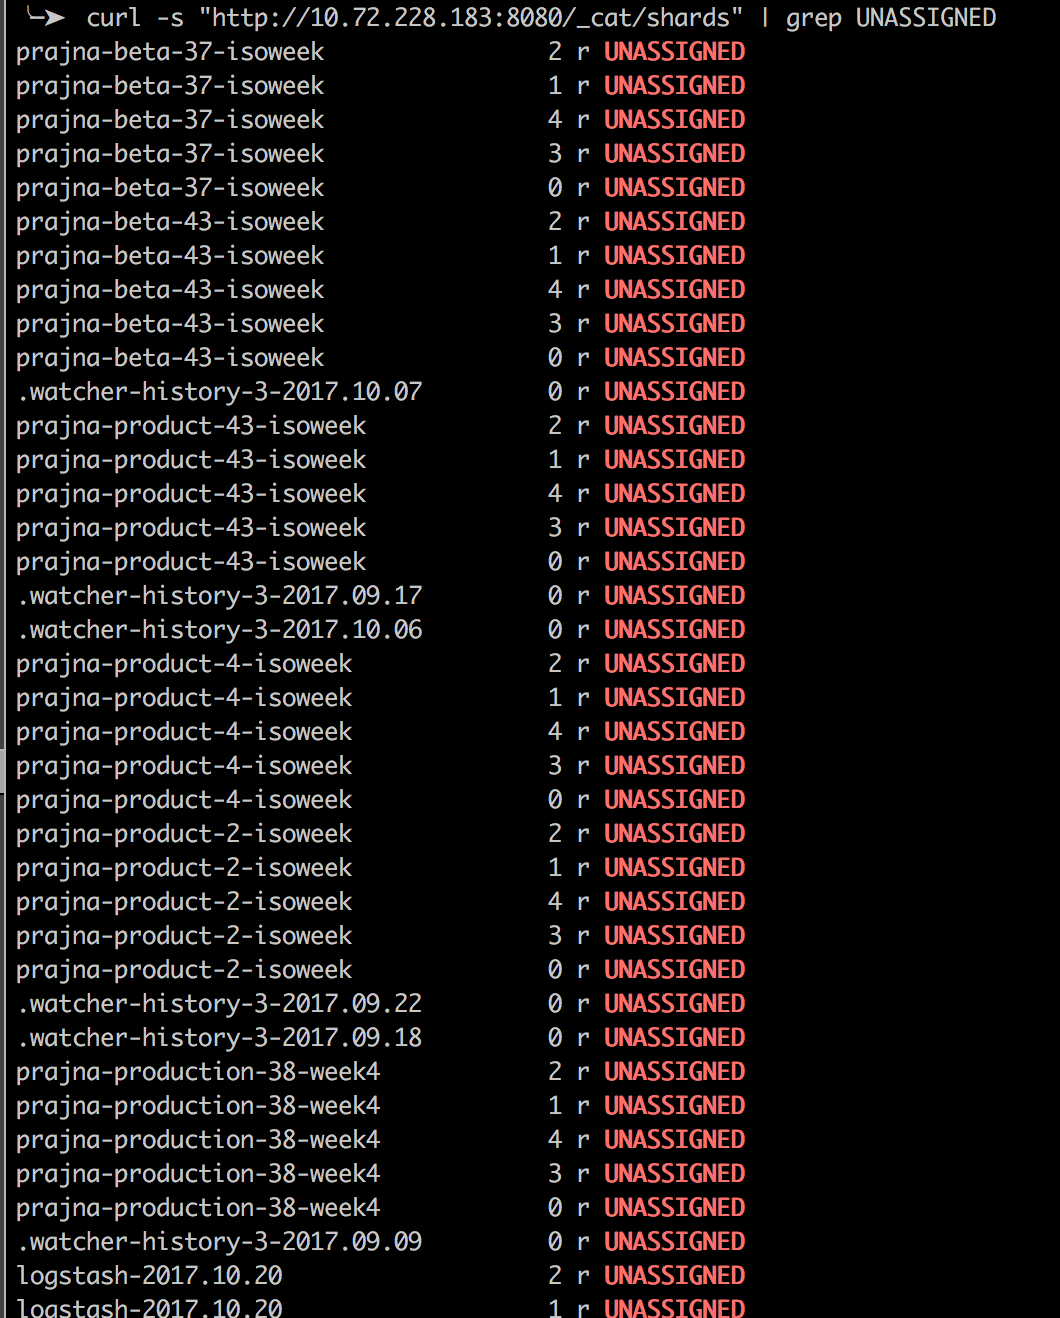 ╰─➤ curl -s "http://10.72.228.183:8080/_cat/shards" | grep UNASSIGNED
prajna-beta-37-isoweek 2 r UNASSIGNED
prajna-beta-37-isoweek 1 r UNASSIGNED
prajna-beta-37-isoweek 4 r UNASSIGNED
prajna-beta-37-isoweek 3 r UNASSIGNED
prajna-beta-37-isoweek 0 r UNASSIGNED
prajna-beta-43-isoweek 2 r UNASSIGNED
prajna-beta-43-isoweek 1 r UNASSIGNED
prajna-beta-43-isoweek 4 r UNASSIGNED
prajna-beta-43-isoweek 3 r UNASSIGNED
prajna-beta-43-isoweek 0 r UNASSIGNED
.watcher-history-3-2017.10.07 0 r UNASSIGNED
prajna-product-43-isoweek 2 r UNASSIGNED
prajna-product-43-isoweek 1 r UNASSIGNED
prajna-product-43-isoweek 4 r UNASSIGNED
prajna-product-43-isoweek 3 r UNASSIGNED
prajna-product-43-isoweek 0 r UNASSIGNED
.watcher-history-3-2017.09.17 0 r UNASSIGNED
.watcher-history-3-2017.10.06 0 r UNASSIGNED
prajna-product-4-isoweek 2 r UNASSIGNED
prajna-product-4-isoweek 1 r UNASSIGNED
prajna-product-4-isoweek 4 r UNASSIGNED
prajna-product-4-isoweek 3 r UNASSIGNED
prajna-product-4-isoweek 0 r UNASSIGNED
prajna-product-2-isoweek 2 r UNASSIGNED
prajna-product-2-isoweek 1 r UNASSIGNED
prajna-product-2-isoweek 4 r UNASSIGNED
prajna-product-2-isoweek 3 r UNASSIGNED
prajna-product-2-isoweek 0 r UNASSIGNED
.watcher-history-3-2017.09.22 0 r UNASSIGNED
.watcher-history-3-2017.09.18 0 r UNASSIGNED
prajna-production-38-week4 2 r UNASSIGNED
prajna-production-38-week4 1 r UNASSIGNED
prajna-production-38-week4 4 r UNASSIGNED
prajna-production-38-week4 3 r UNASSIGNED
prajna-production-38-week4 0 r UNASSIGNED
.watcher-history-3-2017.09.09 0 r UNASSIGNED
logstash-2017.10.20 2 r UNASSIGNED
logstash-2017.10.20 1 r UNASSIGNED